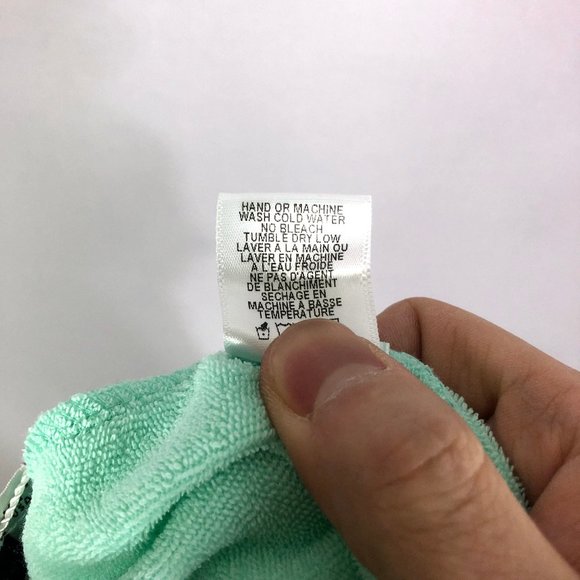 HAND OR MACHINE
WASH COLD WATER
NO BLEACH
TUMBLE DRY LOW
LAVER A LA MAIN OU
LAVER EN MACHINE
A L'EAU FROIDE
NE PAS D'AGENT
DE BLANCHIMENT
SECHAGE EN
MACHINE A BASSE
TEMPERATURE